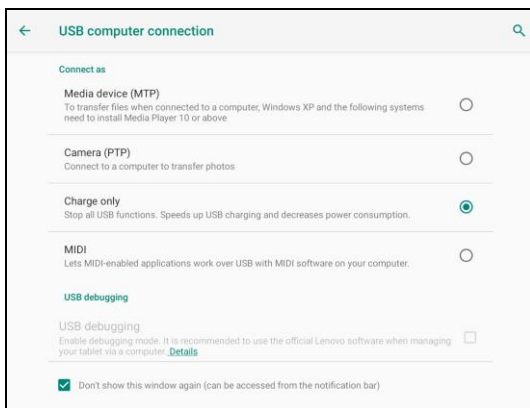 USB computer connection
Connect as
Media device (MTP)
To transfer files when connected to a computer, Windows XP and the following systems
need to install Media Player 10 or above
Camera (PTP)
Connect to a computer to transfer photos
Charge only
Stop all USB functions. Speeds up USB charging and decreases power consumption.
MIDI
Lets MIDI-enabled applications work over USB with MIDI software on your computer.
USB debugging
USB debugging
Enable debugging mode. It is recommended to use the official Lenovo software when managing
your tablet via a computer. Details
Don't show this window again (can be accessed from the notification bar)